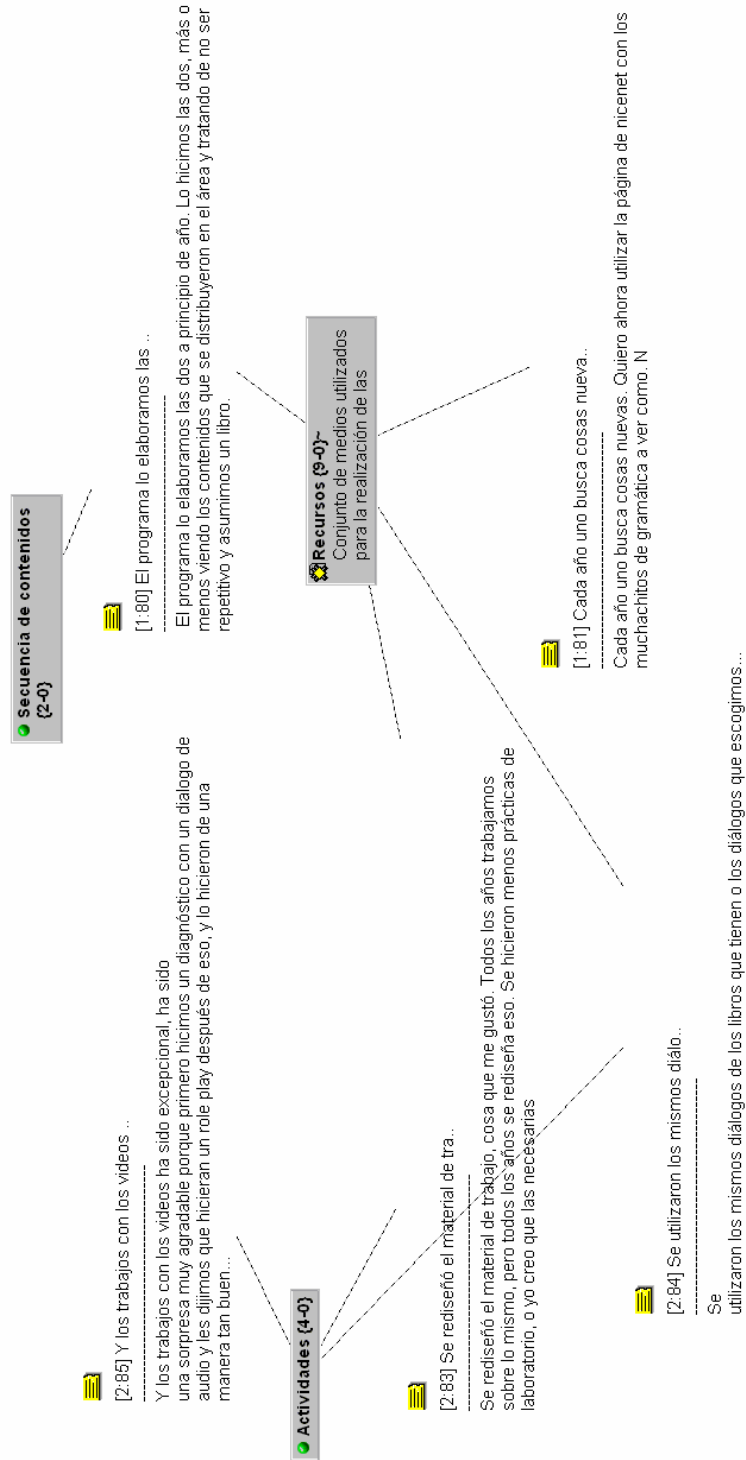 Secuencia de contenidos
{2-0}
[1:80] El programa lo elaboramos las ..
El programa lo elaboramos las dos a principio de año. Lo hicimos las dos, más o
menos viendo los contenidos que se distribuyeron en el área y tratando de no ser
repetitivo y asumimos un libro.
[2:85] Y los trabajos con los videos ..
Y los trabajos con los videos ha sido excepcional, ha sido
una sorpresa muy agradable porque primero hicimos un diagnóstico con un dialogo de
audio y les dijimos que hicieran un role play después de eso, y lo hicieron de una
manera tan buen...
Recursos {9-0}~
Conjunto de medios utilizados
para la realización de las
Actividades {4-0}
[2:83] Se rediseñó el material de tra..
Se rediseñó el material de trabajo, cosa que me gustó. Todos los años trabajamos
sobre lo mismo, pero todos los años se rediseña eso. Se hicieron menos prácticas de
laboratorio, o yo creo que las necesarias
[1:81] Cada año uno busca cosas nueva..
Cada año uno busca cosas nuevas. Quiero ahora utilizar la página de nicenet con los
muchachitos de gramática a ver como. N
[2:84] Se utilizaron los mismos diálo..
Se
utilizaron los mismos diálogos de los libros que tienen o los diálogos que escogimos...